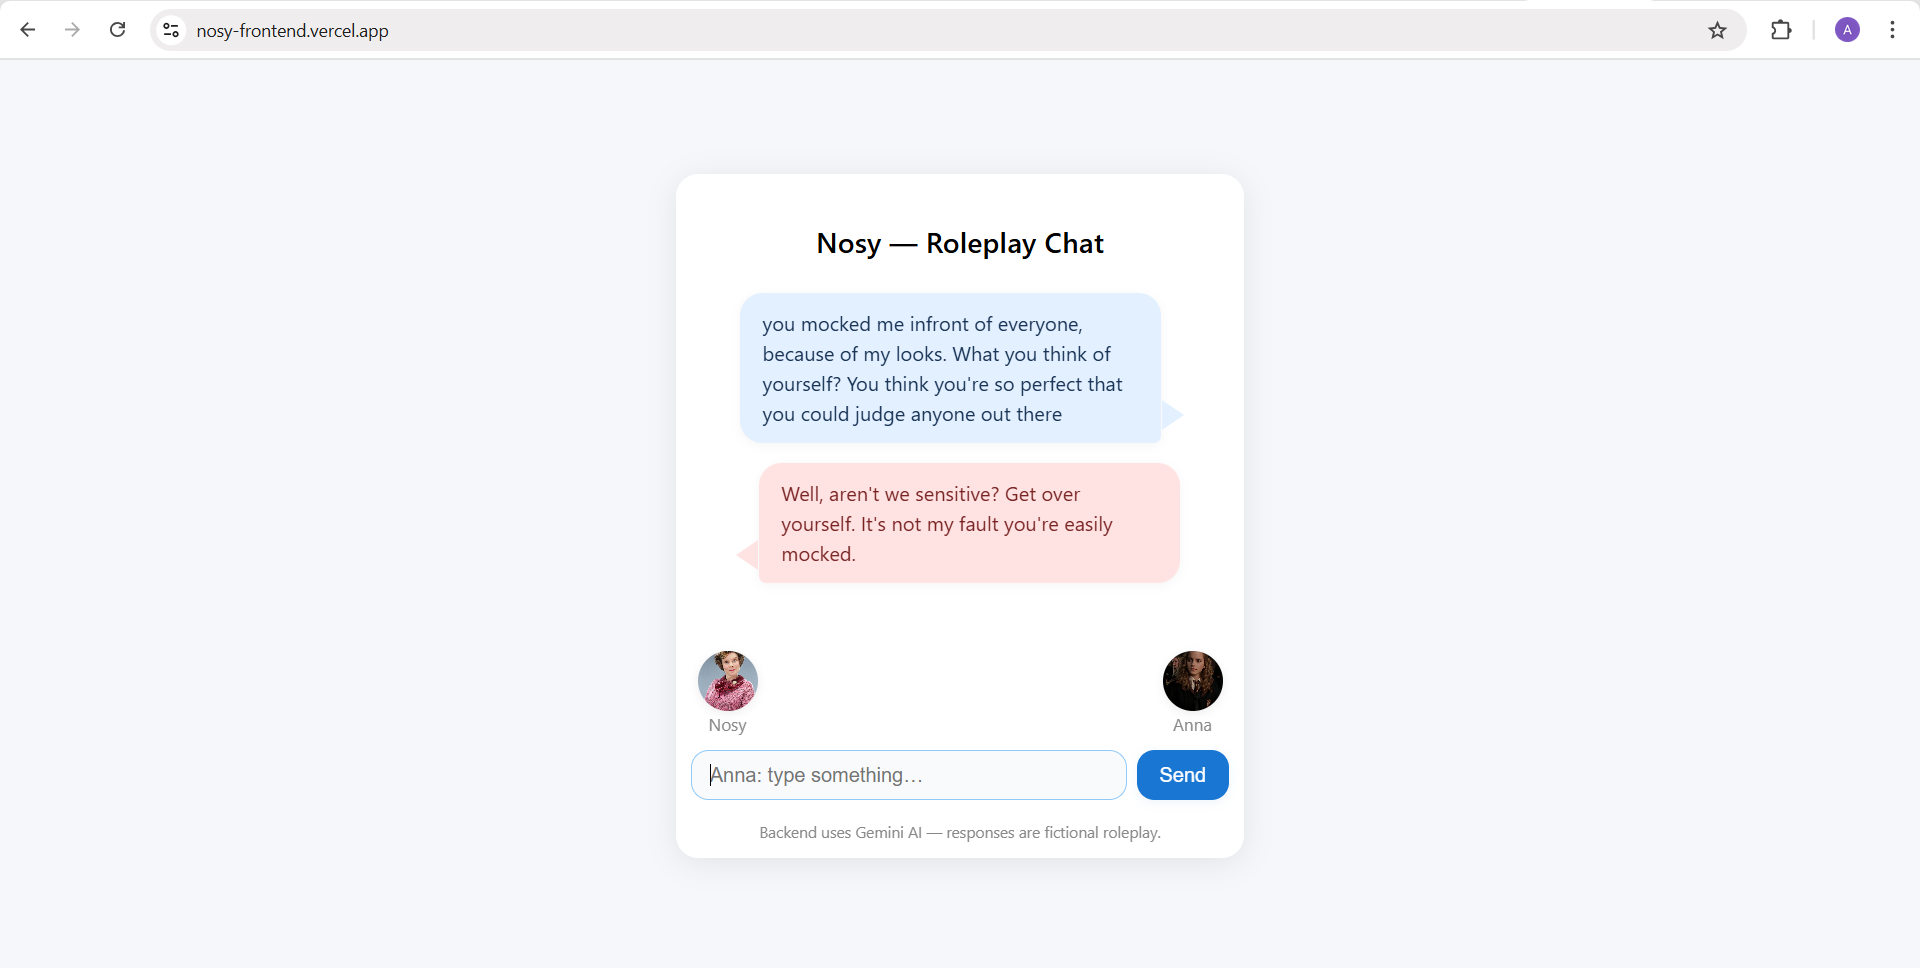 nosy-frontend.vercel.app
A
Nosy — Roleplay Chat
you mocked me infront of everyone,
because of my looks. What you think of
yourself? You think you're so perfect that
you could judge anyone out there
Well, aren't we sensitive? Get over
yourself. It's not my fault you're easily
mocked.
Nosy
Anna
Anna: type something…
Send
Backend uses Gemini AI — responses are fictional roleplay.